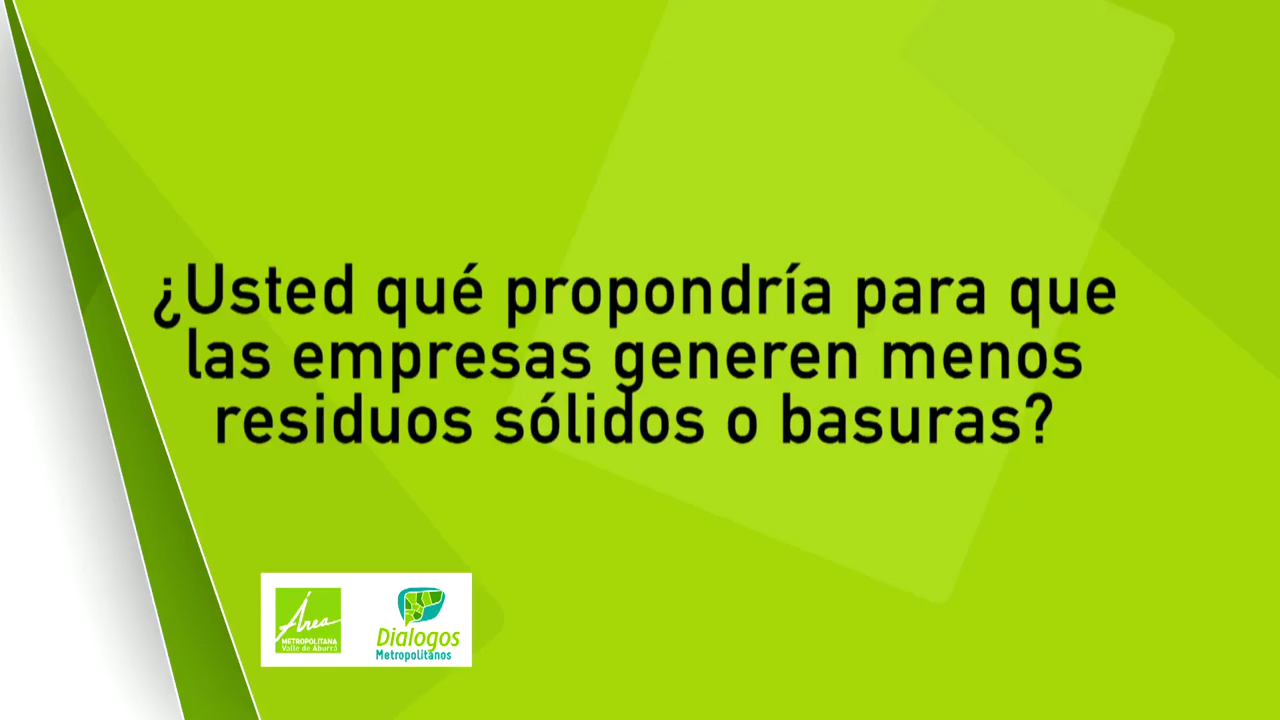 ¿Usted qué propondría para que
las empresas generen menos
residuos sólidos o basuras?
Área
METROPOLITANA
Valle de Aburrá
Dialogos
Metropolitanos